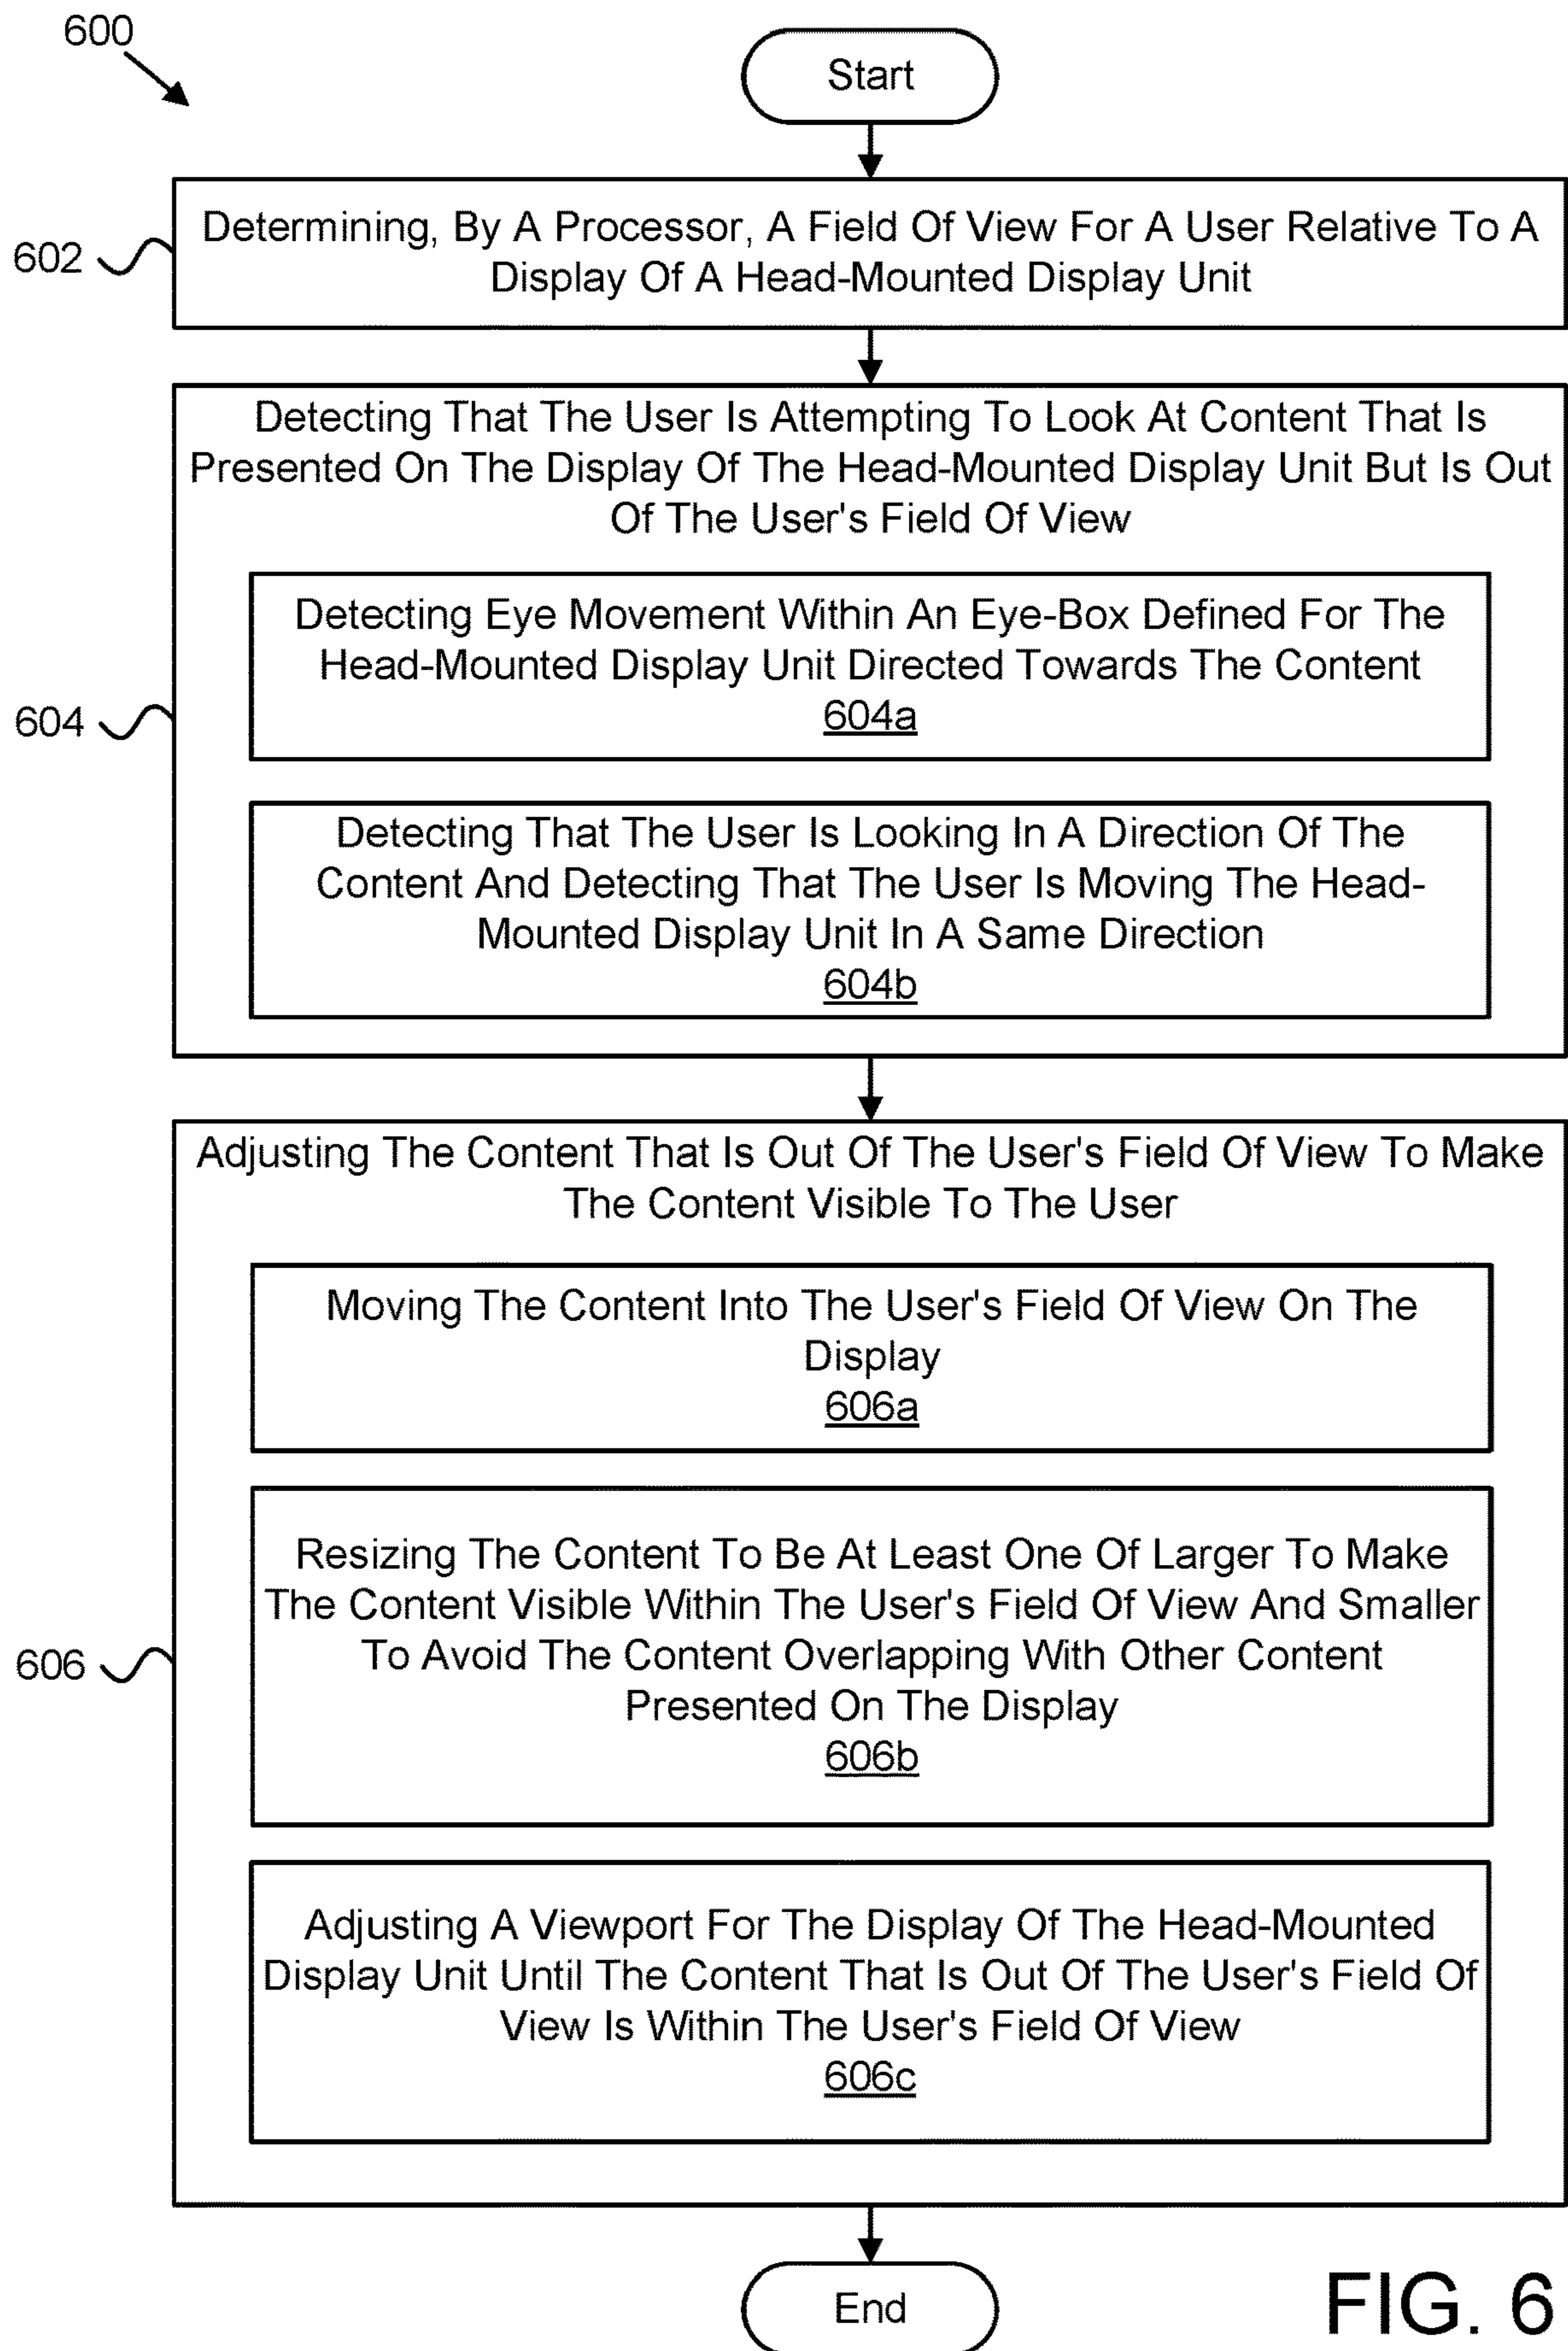 600
Start
602
Determining, By A Processor, A Field Of View For A User Relative To A
Display Of A Head-Mounted Display Unit
604
Detecting That The User Is Attempting To Look At Content That Is
Presented On The Display Of The Head-Mounted Display Unit But Is Out
Of The User's Field Of View
Detecting Eye Movement Within An Eye-Box Defined For The
Head-Mounted Display Unit Directed Towards The Content
604a
Detecting That The User Is Looking In A Direction Of The
Content And Detecting That The User Is Moving The Head-
Mounted Display Unit In A Same Direction
604b
606
Adjusting The Content That Is Out Of The User's Field Of View To Make
The Content Visible To The User
Moving The Content Into The User's Field Of View On The
Display
606a
Resizing The Content To Be At Least One Of Larger To Make
The Content Visible Within The User's Field Of View And Smaller
To Avoid The Content Overlapping With Other Content
Presented On The Display
606b
Adjusting A Viewport For The Display Of The Head-Mounted
Display Unit Until The Content That Is Out Of The User's Field Of
View Is Within The User's Field Of View
606c
End
FIG. 6